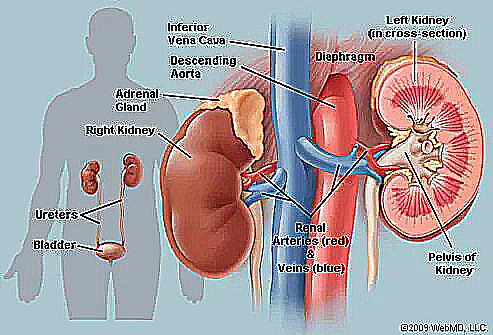 Inferior
Vena Cava
Descending
Aorta
Adrenal
Gland
Right Kidney
Diaphragm
Left Kidney
(in cross-section)
Ureters
Bladder
Renal
Arteries (red)
&
Veins (blue)
Pelvis of
Kidney
©2009 WebMD, LLC.